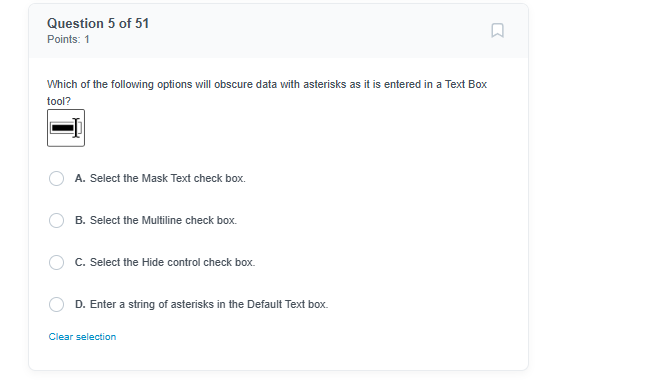 Question 5 of 51
Points: 1
Which of the following options will obscure data with asterisks as it is entered in a Text Box
tool?
A. Select the Mask Text check box.
B. Select the Multiline check box.
C. Select the Hide control check box.
D. Enter a string of asterisks in the Default Text box.
Clear selection